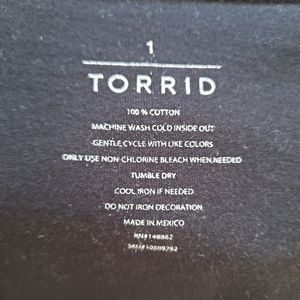 1
TORRID
100 % COTTON
MACHINE WASH COLD INSIDE OUT
GENTLE CYCLE WITH LIKE COLORS
ONLY USE NON-CHLORINE BLEACH WHEN NEEDED
TUMBLE DRY
COOL IRON IF NEEDED
DO NOT IRON DECORATION
MADE IN MEXICO